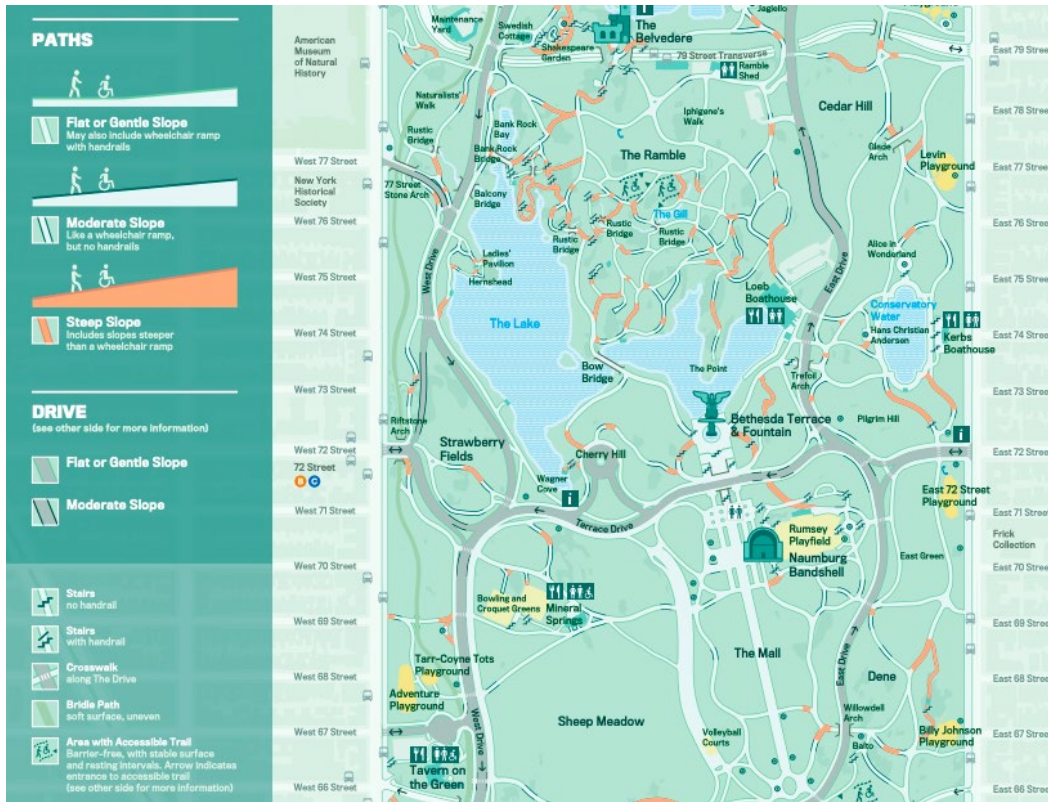 PATHS
Flat or Gentle Slope
May also include wheelchair ramp
with handrails
Moderate Slope
Like a wheelchair ramp,
but no handrails
Steep Slope
Includes slopes steeper
than a wheelchair ramp
DRIVE
(see other side for more information)
Flat or Gentle Slope
Moderate Slope
Stairs
no handrail
Stairs
with handrail
Crosswalk
along The Drive
Bridle Path
soft surface, uneven
Area with Accessible Trail
Barrier-free, with stable surface
and resting intervals. Arrow indicates
entrance to accessible trail
(see other side for more information)
American
Museum
of Natural
History
West 77 Street
New York
Historical
Society
West 76 Street
West 75 Street
West 74 Street
West 73 Street
West 72 Street
72 Street
B C
West 71 Street
West 70 Street
West 69 Street
West 68 Street
West 67 Street
West 66 Street
Maintenance
Yard
Swedish
Cottage
Shakespeare
Garden
i
The
Belvedere
Jagiello
79 Street Transverse
Ramble
Shed
Naturalists'
Walk
Rustic
Bridge
Bank Rock
Bay
Bank Rock
Bridge
Iphigene's
Walk
Cedar Hill
Glade
Arch
Levin
Playground
The Ramble
77 Street
Stone Arch
Balcony
Bridge
The Gill
Rustic
Bridge
Rustic
Bridge
Rustic
Bridge
West Drive
Ladies'
Pavilion
Hernshead
The Lake
Loeb
Boathouse
East Drive
Alice in
Wonderland
Conservatory
Water
Hans Christian
Andersen
Kerbs
Boathouse
Bow
Bridge
The Point
Trefoil
Arch
Riftstone
Arch
Strawberry
Fields
Cherry Hill
Bethesda Terrace
& Fountain
Pilgrim Hill
i
Wagner
Cove
i
Terrace Drive
East 72 Street
Playground
Rumsey
Playfield
Naumburg
Bandshell
East Green
Bowling and
Croquet Greens
Mineral
Springs
The Mall
East Drive
Dene
Tarr-Coyne Tots
Playground
Adventure
Playground
West Drive
Sheep Meadow
Willowdell
Arch
Volleyball
Courts
Balto
Billy Johnson
Playground
Tavern on
the Green
East 79 Street
East 78 Street
East 77 Street
East 76 Street
East 75 Street
East 74 Street
East 73 Street
East 72 Street
East 71 Street
Frick
Collection
East 70 Street
East 69 Street
East 68 Street
East 67 Street
East 66 Street